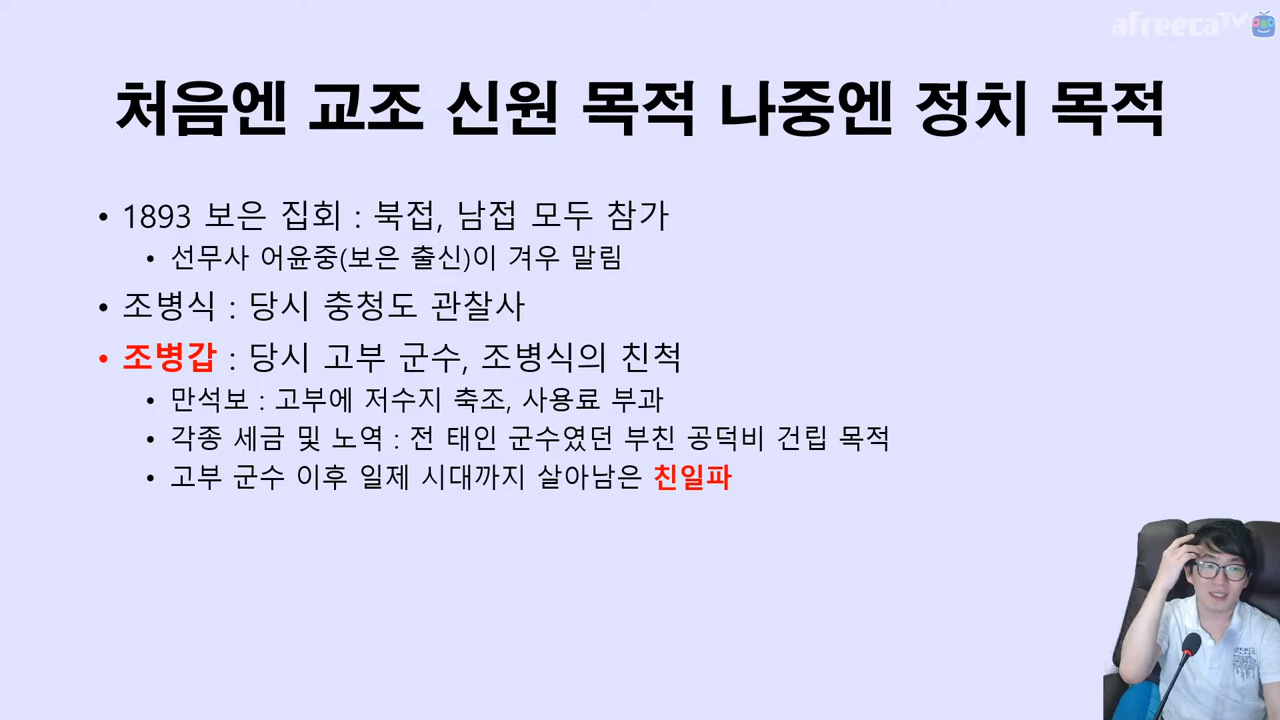 afreecaTV
처음엔 교조 신원 목적 나중엔 정치 목적
• 1893 보은 집회 : 북접, 남접 모두 참가
• 선무사 어윤중(보은 출신)이 겨우 말림
• 조병식 : 당시 충청도 관찰사
• 조병갑 : 당시 고부 군수, 조병식의 친척
• 만석보 : 고부에 저수지 축조, 사용료 부과
• 각종 세금 및 노역 : 전 태인 군수였던 부친 공덕비 건립 목적
• 고부 군수 이후 일제 시대까지 살아남은 친일파